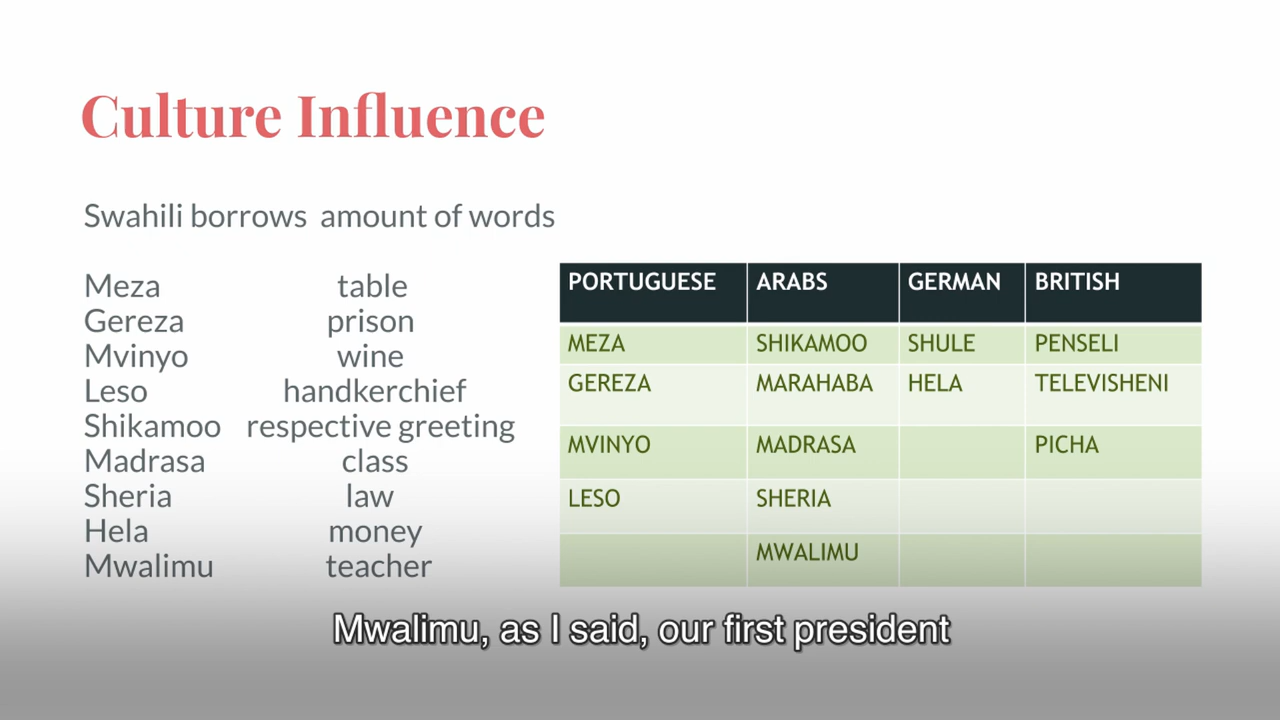 Culture Influence
Swahili borrows amount of words
Meza table
Gereza prison
Mvinyo wine
Leso handkerchief
Shikamoo respective greeting
Madrasa class
Sheria law
Hela money
Mwalimu teacher
PORTUGUESE ARABS GERMAN BRITISH
MEZA SHIKAMOO SHULE PENSELI
GEREZA MARAHABA HELA TELEVISHENI
MVINYO MADRASA PICHA
LESO SHERIA
MWALIMU
Mwalimu, as I said, our first president